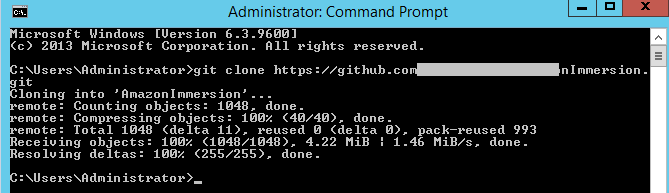 Administrator: Command Prompt
Microsoft Windows [Version 6.3.9600]
(c) 2013 Microsoft Corporation. All rights reserved.
C:\Users\Administrator>git clone https://github.com onImmersion.
git
Cloning into 'AmazonImmersion'...
remote: Counting objects: 1048, done.
remote: Compressing objects: 100% (40/40), done.
remote: Total 1048 (delta 11), reused 0 (delta 0), pack-reused 993
Receiving objects: 100% (1048/1048), 4.22 MiB | 1.46 MiB/s, done.
Resolving deltas: 100% (255/255), done.
C:\Users\Administrator>_